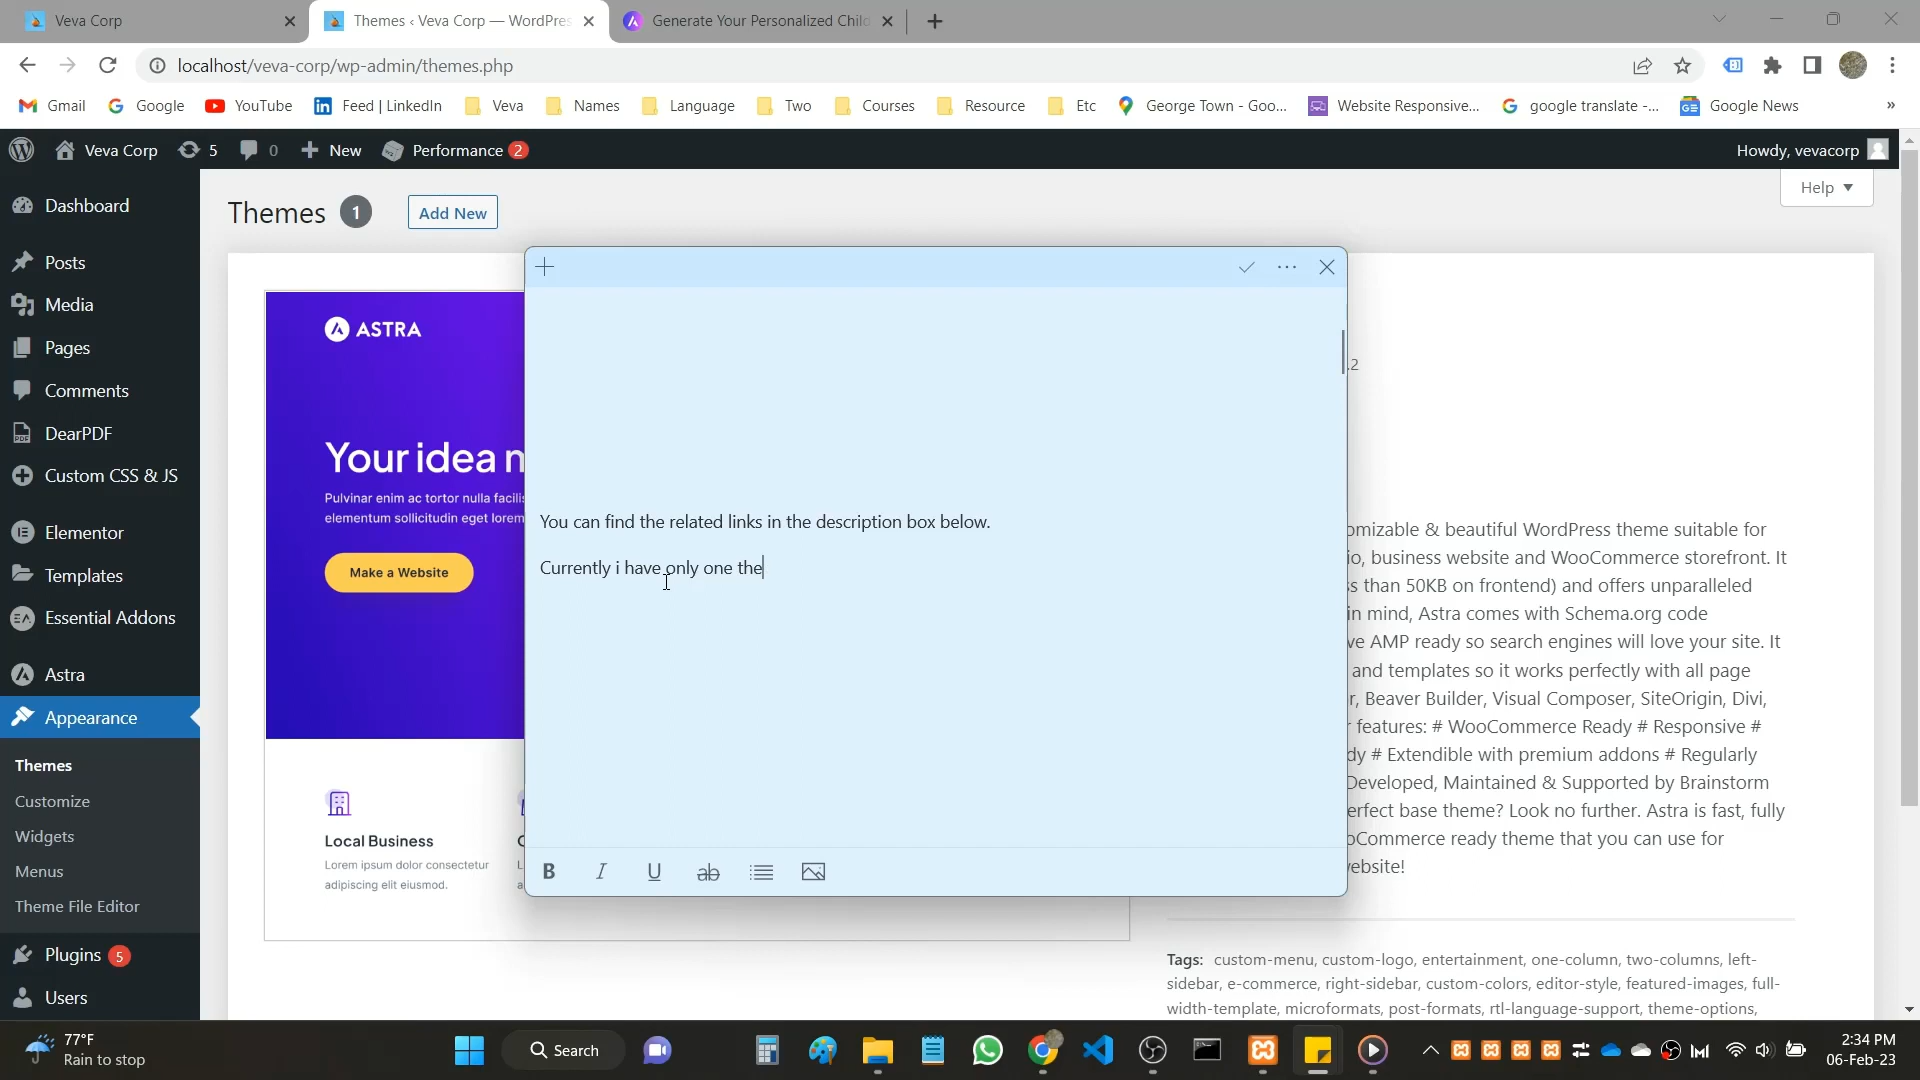 Veva Corp
Themes ‹ Veva Corp — WordPres
Generate Your Personalized Child
localhost/veva-corp/wp-admin/themes.php
Gmail
Google
YouTube
Feed | LinkedIn
Veva
Names
Language
Two
Courses
Resource
Etc
George Town - Goo...
Website Responsive...
google translate -...
Google News
»
Veva Corp
5
0
New
Performance 2
Howdy, vevacorp
Dashboard
Posts
Media
Pages
Comments
DearPDF
Custom CSS & JS
Elementor
Templates
Essential Addons
Astra
Appearance
Themes
Customize
Widgets
Menus
Theme File Editor
Plugins 5
Users
Themes 1
Add New
Help
ASTRA
Your idea
Pulvinar enim ac tortor nulla facilis
elementum sollicitudin eget lorem
Make a Website
Local Business
Lorem ipsum dolor consectetur
adipiscing elit eiusmod.
You can find the related links in the description box below.
Currently i have only one the
.2
omizable & beautiful WordPress theme suitable for
io, business website and WooCommerce storefront. It
s than 50KB on frontend) and offers unparalleled
in mind, Astra comes with Schema.org code
ve AMP ready so search engines will love your site. It
and templates so it works perfectly with all page
r, Beaver Builder, Visual Composer, SiteOrigin, Divi,
r features: # WooCommerce Ready # Responsive #
dy # Extendible with premium addons # Regularly
Developed, Maintained & Supported by Brainstorm
erfect base theme? Look no further. Astra is fast, fully
oCommerce ready theme that you can use for
website!
Tags: custom-menu, custom-logo, entertainment, one-column, two-columns, left-
sidebar, e-commerce, right-sidebar, custom-colors, editor-style, featured-images, full-
width-template, microformats, post-formats, rtl-language-support, theme-options,
B I U ab
77°F
Rain to stop
Search
2:34 PM
06-Feb-23